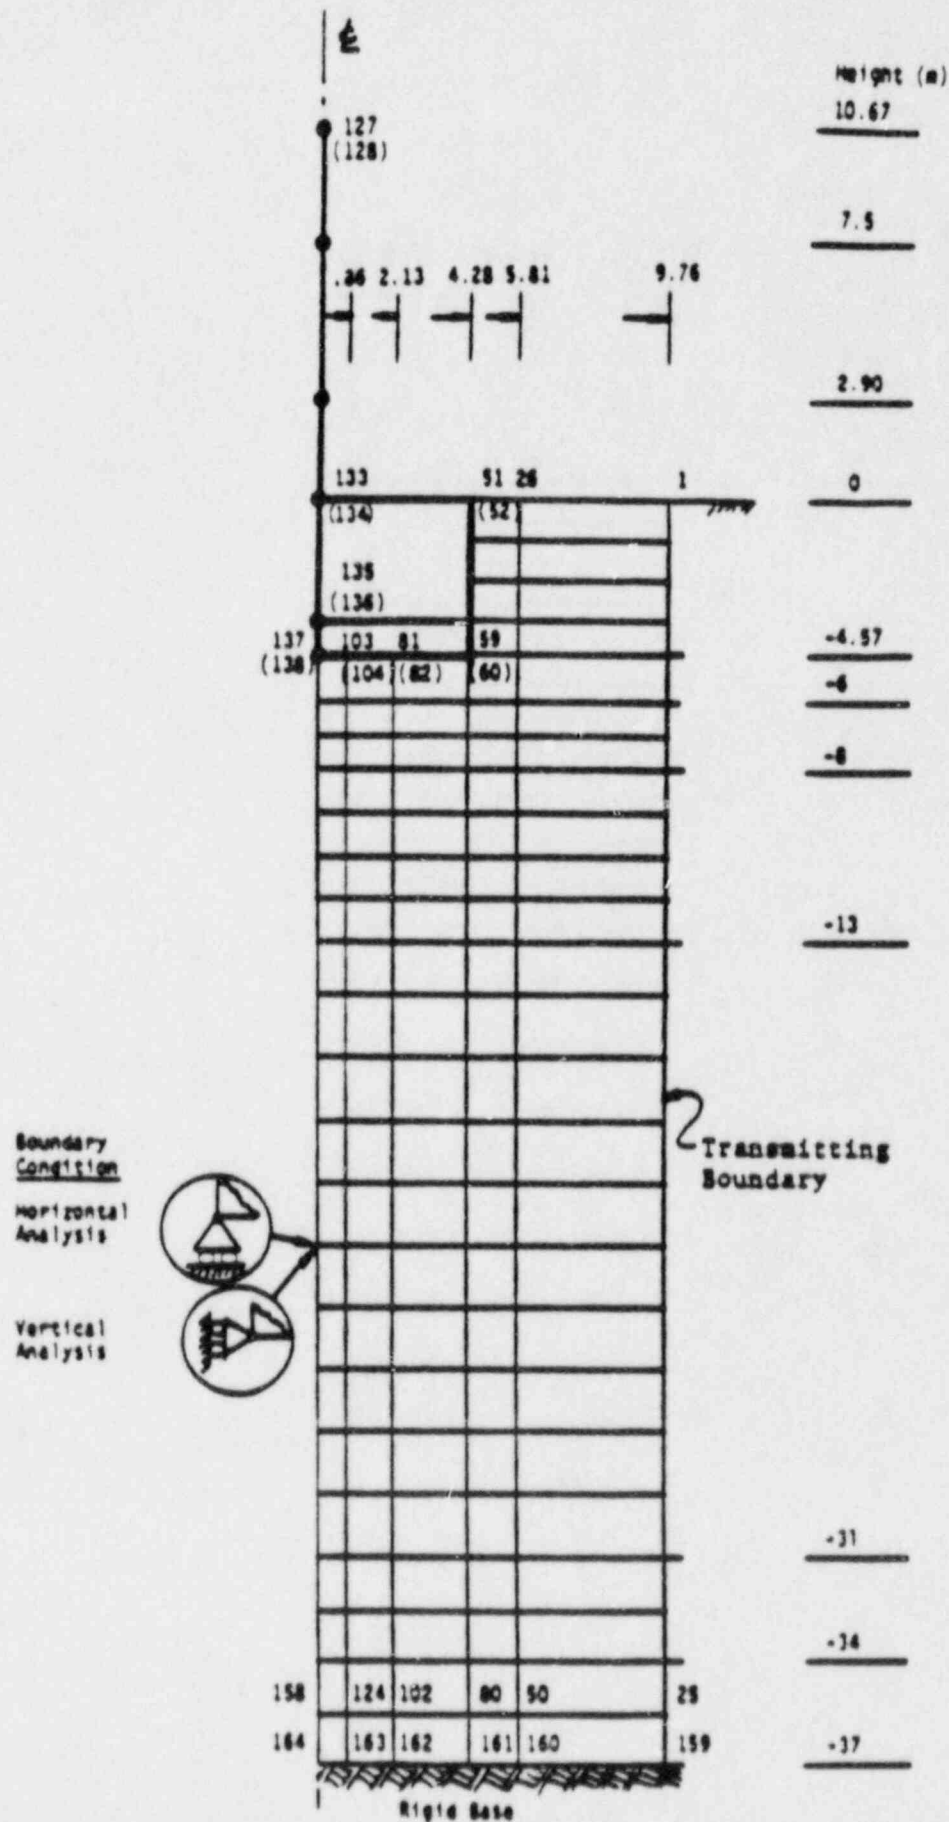 ℄
Height (m)
10.67
127
(128)
7.5
.86 2.13 4.28 5.81 9.76
2.90
133 51 26 1 0
(134) (52)
135
(136)
137 103 81 59 -4.57
(138) (104) (82) (60)
-6
-8
-13
Boundary
Condition
Horizontal
Analysis
Transmitting
Boundary
Vertical
Analysis
-31
-34
158 124 102 80 50 25
164 163 162 161 160 159 -37
Rigid Base